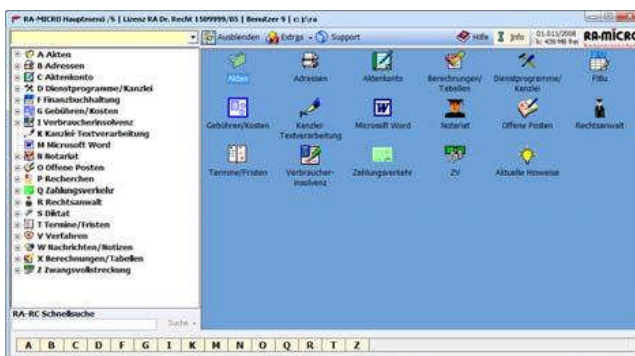 RA-MICRO Hauptmenü /5 | Lizenz RA Dr. Recht 1509999/05 | Benutzer 9 | c: j:\ra
Ausblenden Extras Support Hilfe Info 01.011/2008 RA-MICRO
A Akten
B Adressen
C Aktenkonto
D Dienstprogramme/Kanzlei
F Finanzbuchhaltung
G Gebühren/Kosten
I Verbraucherinsolvenz
K Kanzlei-Textverarbeitung
M Microsoft Word
N Notariat
O Offene Posten
P Recherchen
Q Zahlungsverkehr
R Rechtsanwalt
S Diktat
T Termine/Fristen
V Verfahren
W Nachrichten/Notizen
X Berechnungen/Tabellen
Z Zwangsvollstreckung
Akten Adressen Aktenkonto Berechnungen/ Dienstprogramme/ FiBu
Tabellen Kanzlei
Gebühren/Kosten Kanzlei- Microsoft Word Notariat Offene Posten Rechtsanwalt
Textverarbeitung
Termine/Fristen Verbraucher- Zahlungsverkehr ZV Aktuelle Hinweise
insolvenz
RA-RC Schnellsuche
Suche
A B C D F G I K M N O Q R T Z